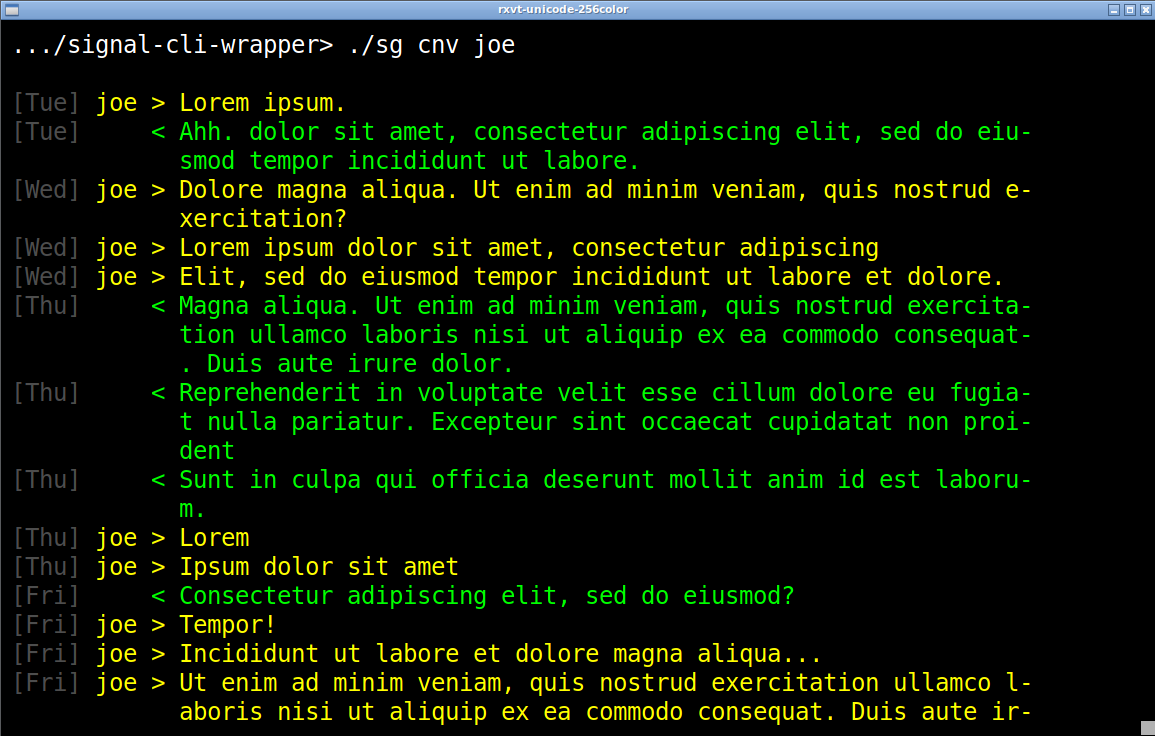 rxvt-unicode-256color
.../signal-cli-wrapper> ./sg cnv joe
[Tue] joe > Lorem ipsum.
[Tue] < Ahh. dolor sit amet, consectetur adipiscing elit, sed do eiu-
smod tempor incididunt ut labore.
[Wed] joe > Dolore magna aliqua. Ut enim ad minim veniam, quis nostrud e-
xercitation?
[Wed] joe > Lorem ipsum dolor sit amet, consectetur adipiscing
[Wed] joe > Elit, sed do eiusmod tempor incididunt ut labore et dolore.
[Thu] < Magna aliqua. Ut enim ad minim veniam, quis nostrud exercita-
tion ullamco laboris nisi ut aliquip ex ea commodo consequat-
. Duis aute irure dolor.
[Thu] < Reprehenderit in voluptate velit esse cillum dolore eu fugia-
t nulla pariatur. Excepteur sint occaecat cupidatat non proi-
dent
[Thu] < Sunt in culpa qui officia deserunt mollit anim id est laboru-
m.
[Thu] joe > Lorem
[Thu] joe > Ipsum dolor sit amet
[Fri] < Consectetur adipiscing elit, sed do eiusmod?
[Fri] joe > Tempor!
[Fri] joe > Incididunt ut labore et dolore magna aliqua...
[Fri] joe > Ut enim ad minim veniam, quis nostrud exercitation ullamco l-
aboris nisi ut aliquip ex ea commodo consequat. Duis aute ir-